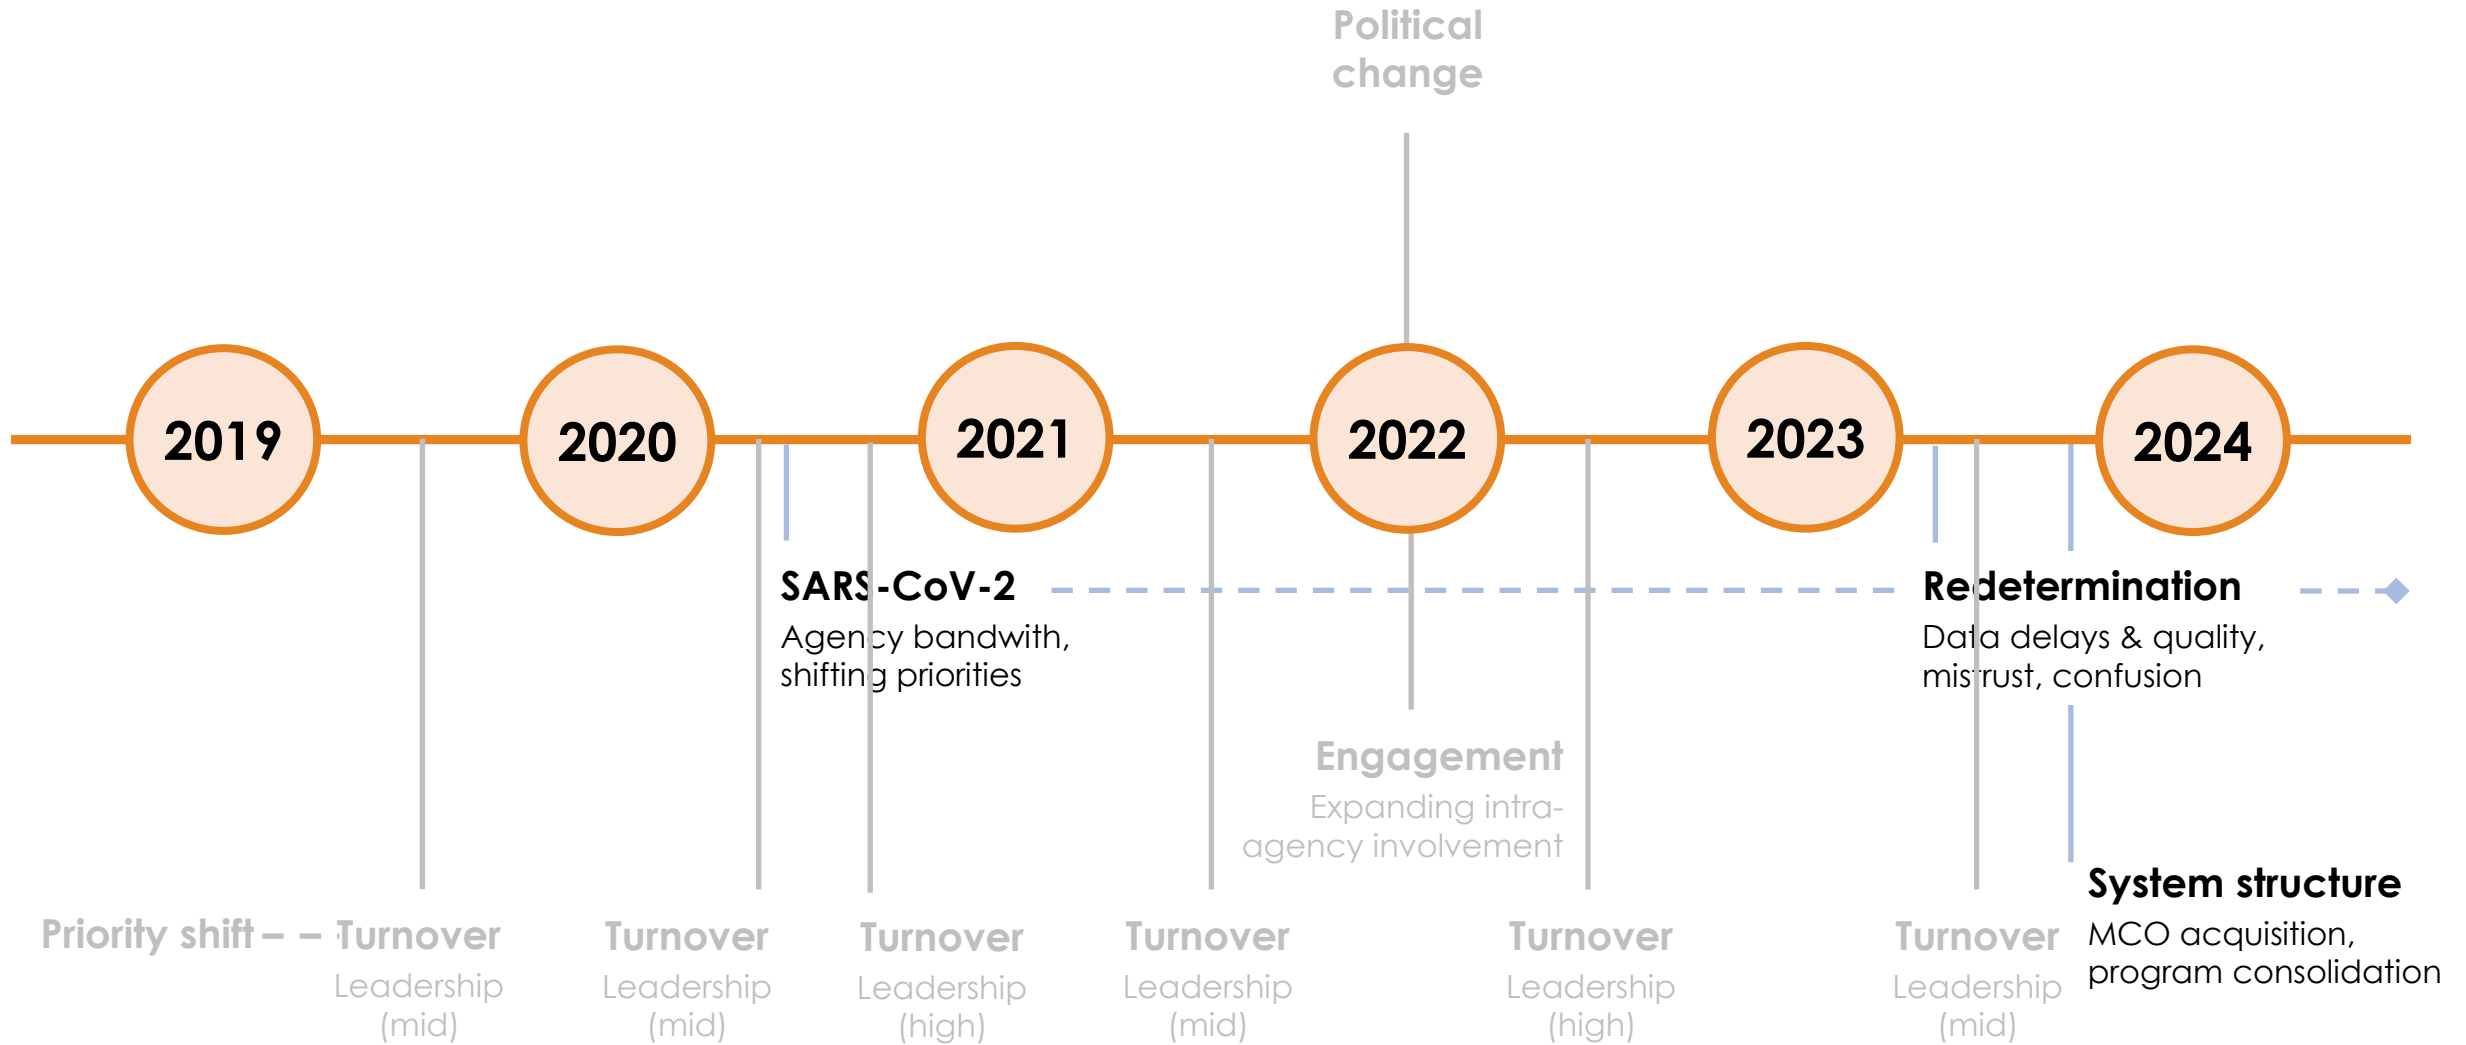 Political
change
2019
2020
2021
2022
2023
2024
SARS-CoV-2
Agency bandwith,
shifting priorities
Redetermination
Data delays & quality,
mistrust, confusion
Engagement
Expanding intra-
agency involvement
System structure
MCO acquisition,
program consolidation
Priority shift
Turnover
Leadership
(mid)
Turnover
Leadership
(mid)
Turnover
Leadership
(high)
Turnover
Leadership
(mid)
Turnover
Leadership
(high)
Turnover
Leadership
(mid)